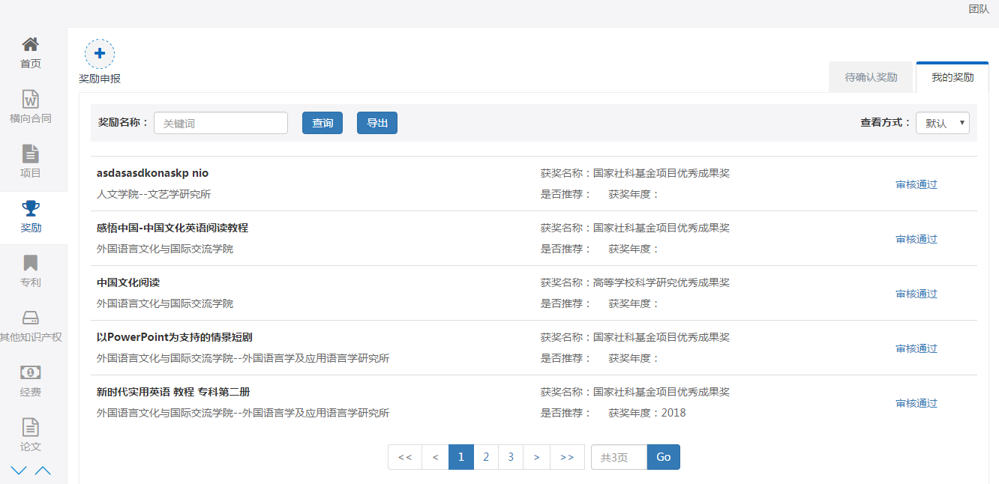 团队
首页
横向合同
项目
奖励
专利
其他知识产权
经费
论文
奖励申报
待确认奖励 我的奖励
奖励名称： 关键词 查询 导出 查看方式： 默认
asdasasdkonaskp nio 获奖名称：国家社科基金项目优秀成果奖
人文学院--文艺学研究所 是否推荐： 获奖年度： 审核通过
感悟中国-中国文化英语阅读教程 获奖名称：国家社科基金项目优秀成果奖
外国语言文化与国际交流学院 是否推荐： 获奖年度： 审核通过
中国文化阅读 获奖名称：高等学校科学研究优秀成果奖
外国语言文化与国际交流学院 是否推荐： 获奖年度： 审核通过
以PowerPoint为支持的情景短剧 获奖名称：国家社科基金项目优秀成果奖
外国语言文化与国际交流学院--外国语言学及应用语言学研究所 是否推荐： 获奖年度： 审核通过
新时代实用英语 教程 专科第二册 获奖名称：国家社科基金项目优秀成果奖
外国语言文化与国际交流学院--外国语言学及应用语言学研究所 是否推荐： 获奖年度：2018 审核通过
<< < 1 2 3 > >> 共3页 Go